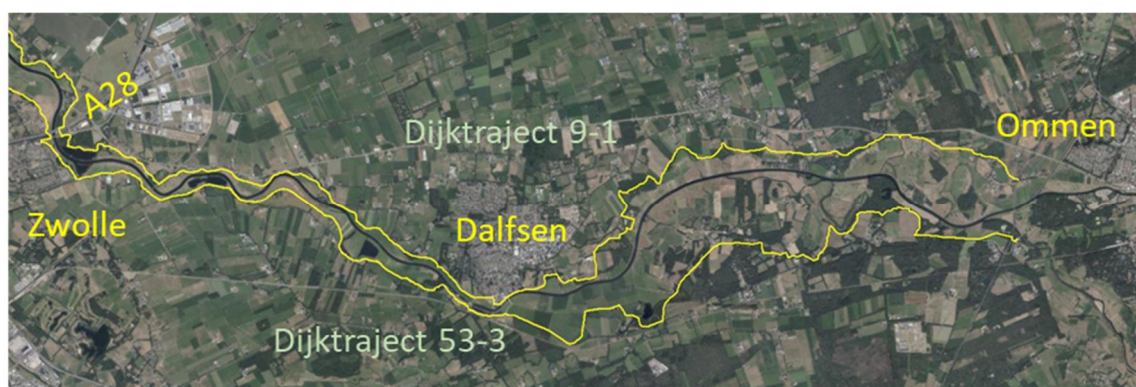 A28
Dijktraject 9-1
Ommen
Zwolle
Dalfsen
Dijktraject 53-3